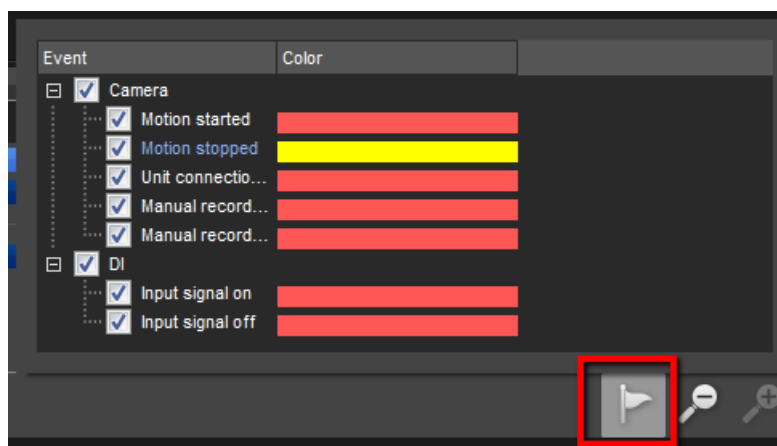 Event Color
Camera
Motion started
Motion stopped
Unit connectio...
Manual record...
Manual record...
DI
Input signal on
Input signal off